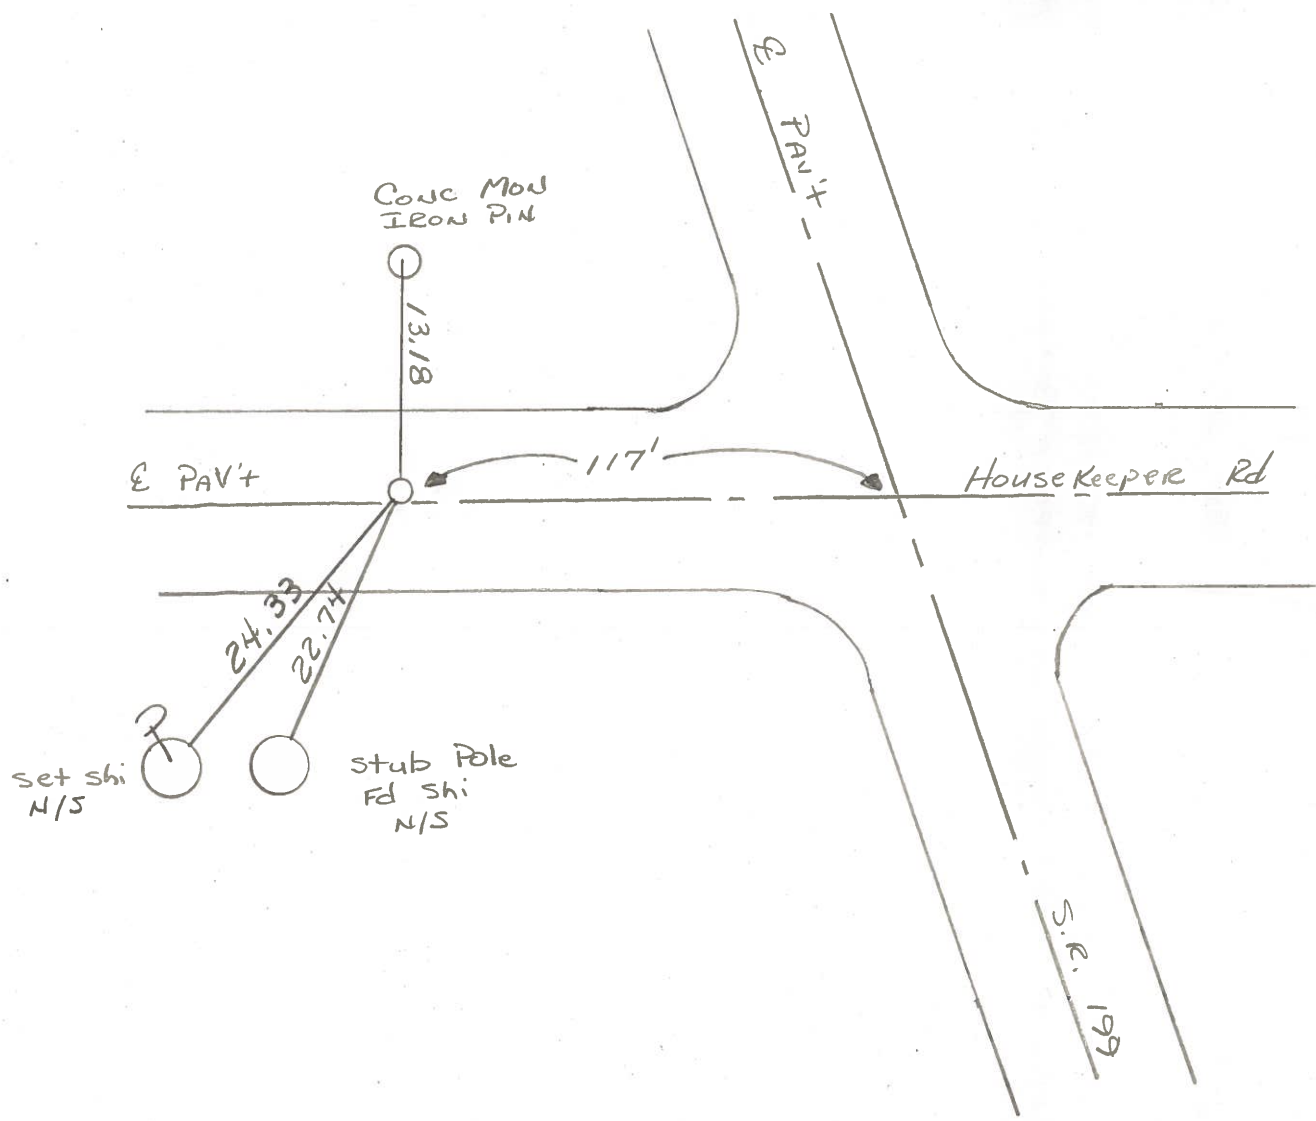 ℄ PAV't
CONC MON
IRON PIN
13.18
℄ PAV't
117'
HouseKeeper Rd
24.33
22.74
P
set shi
N/S
stub Pole
Fd shi
N/S
S.R. 199